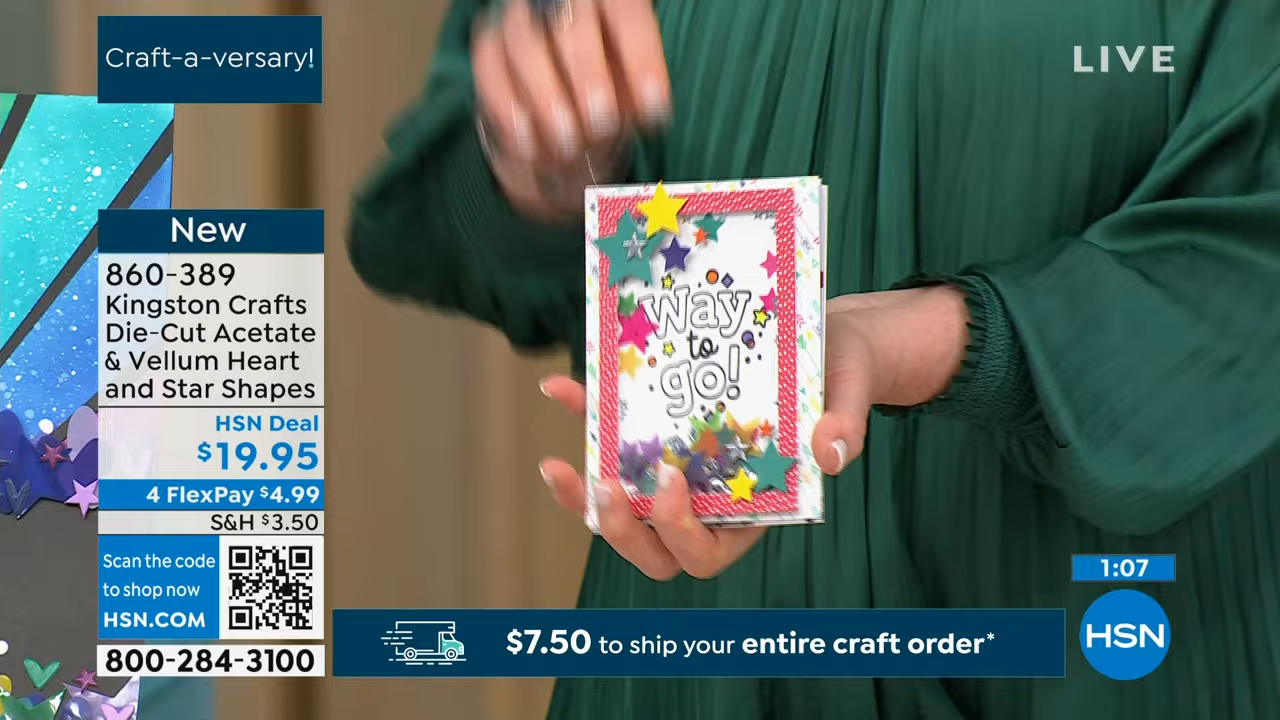 Craft-a-versary!
LIVE
New
860-389
Kingston Crafts
Die-Cut Acetate
& Vellum Heart
and Star Shapes
HSN Deal
$19.95
4 FlexPay $4.99
S&H $3.50
Scan the code
to shop now
HSN.COM
800-284-3100
way
to
go!
$7.50 to ship your entire craft order*
1:07
HSN